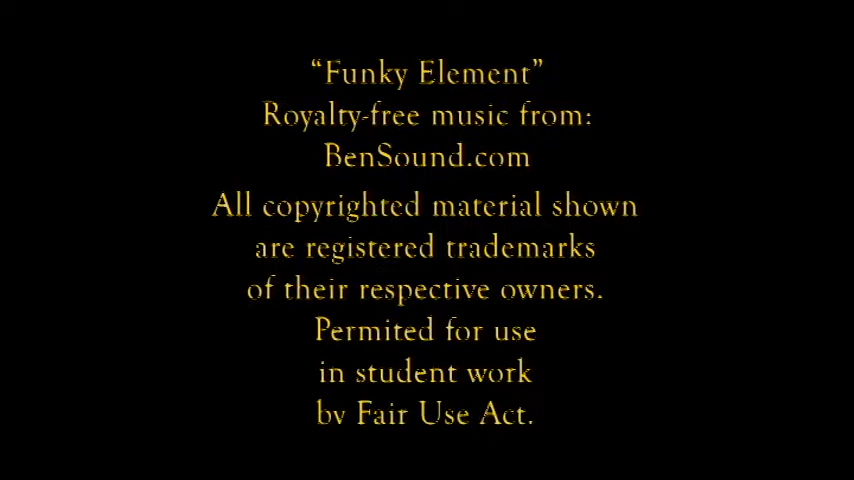 “Funky Element”
Royalty-free music from:
BenSound.com
All copyrighted material shown
are registered trademarks
of their respective owners.
Permited for use
in student work
by Fair Use Act.